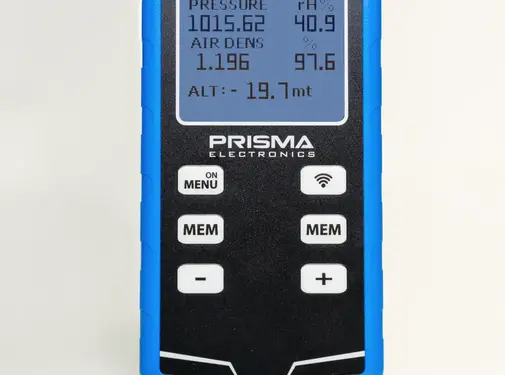 PRESSURE rH%
1015.62 40.9
AIR DENS %
1.196 97.6
ALT:- 19.7mt
PRISMA
ELECTRONICS
ON
MENU
MEM MEM
- +